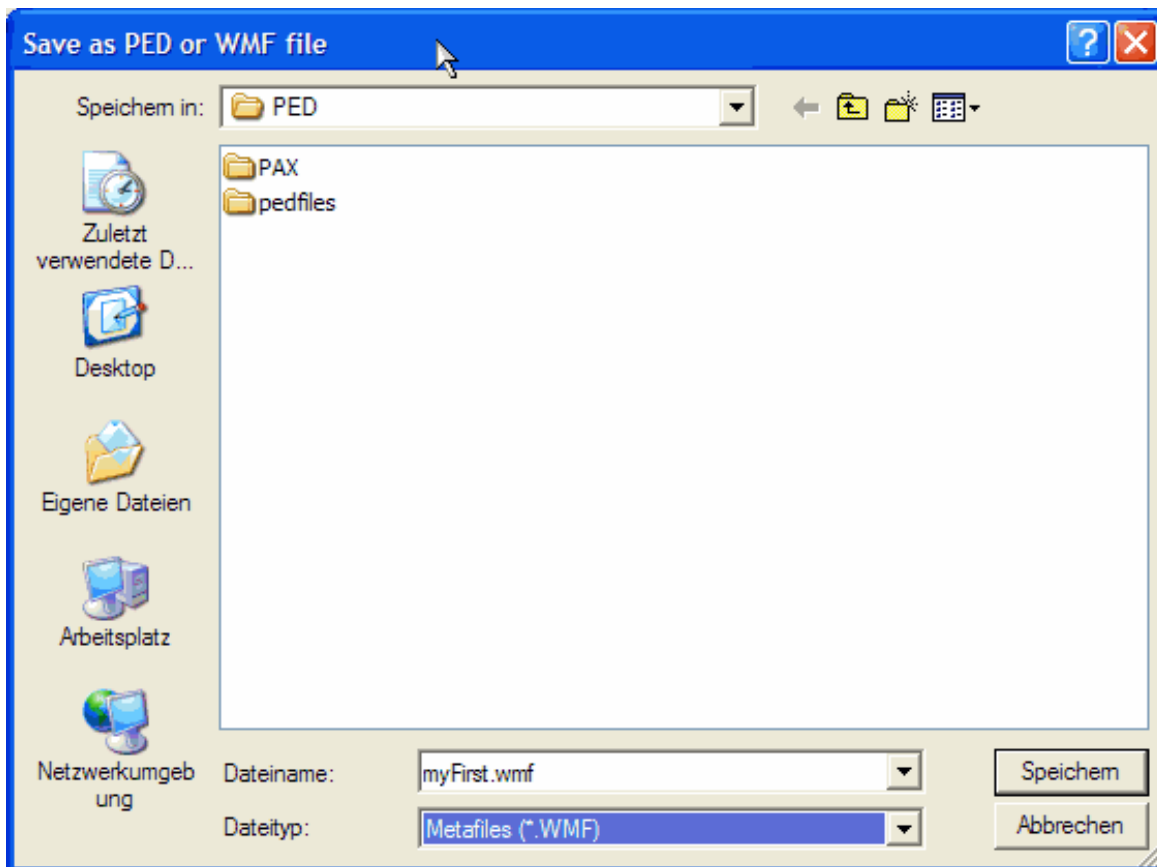 Save as PED or WMF file
Speichern in:
PED
PAX
pedfiles
Zuletzt
verwendete D...
Desktop
Eigene Dateien
Arbeitsplatz
Netzwerkumgeb
ung
Dateiname:
myFirst.wmf
Speichern
Dateityp:
Metafiles (*.WMF)
Abbrechen